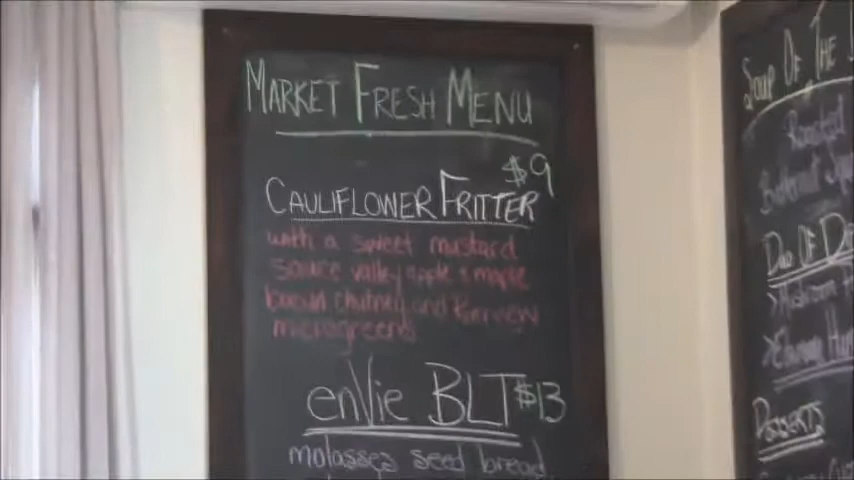 MARKET FRESH MENU
$9
CAULIFLOWER FRITTER
with a sweet mustard
sauce valley apple & maple
bacon chutney and
microgreens
enVie BLT $13
molasses seed bread
SOUP OF THE
Roasted
Butternut
DUO OF
DESSERTS